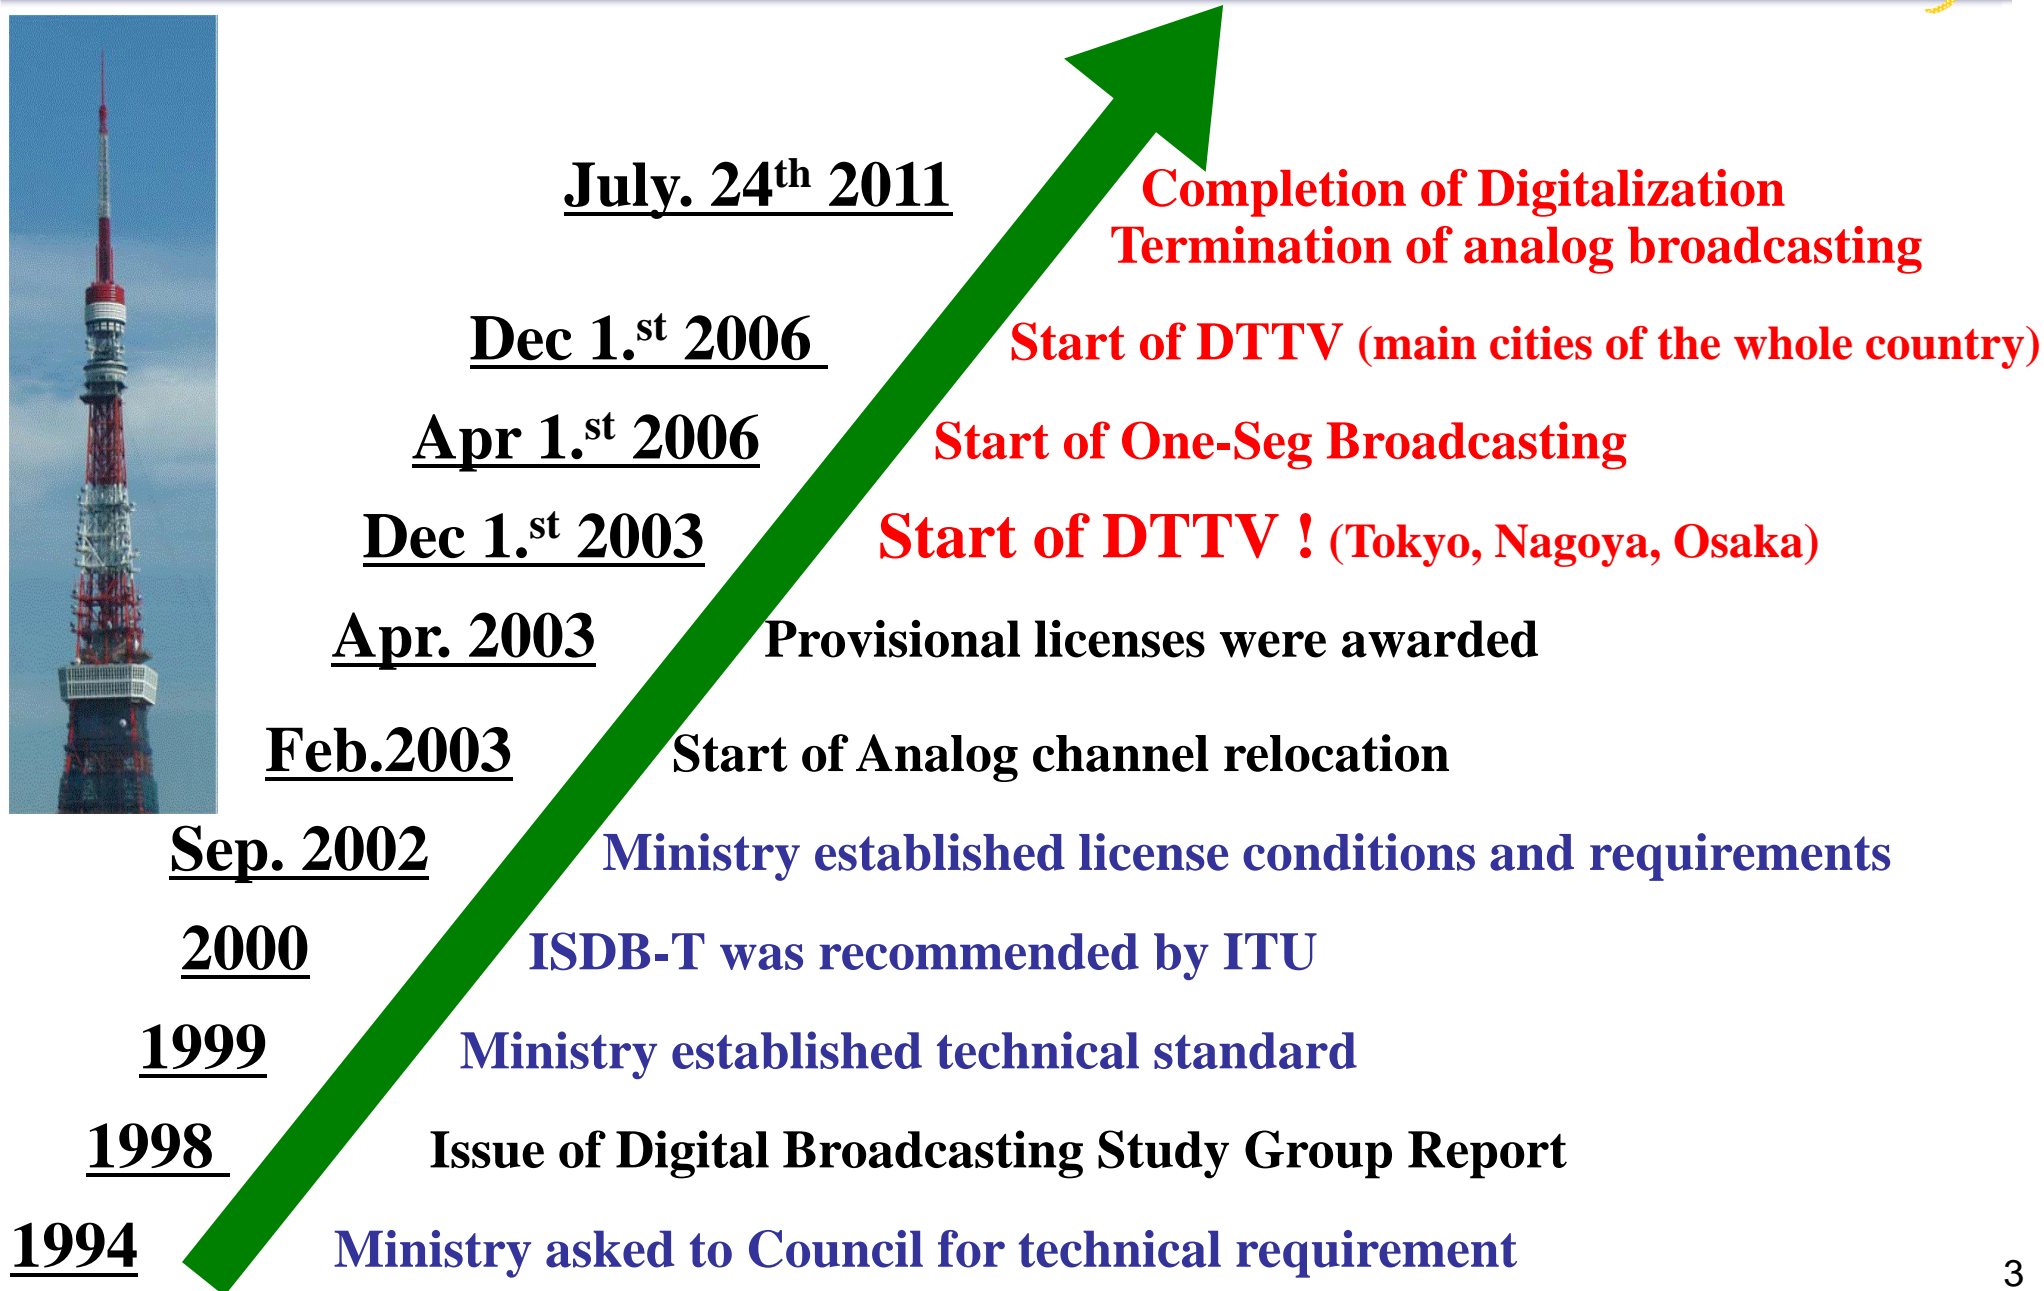 July. 24th 2011 Completion of Digitalization
Termination of analog broadcasting
Dec 1.st 2006 Start of DTTV (main cities of the whole country)
Apr 1.st 2006 Start of One-Seg Broadcasting
Dec 1.st 2003 Start of DTTV ! (Tokyo, Nagoya, Osaka)
Apr. 2003 Provisional licenses were awarded
Feb.2003 Start of Analog channel relocation
Sep. 2002 Ministry established license conditions and requirements
2000 ISDB-T was recommended by ITU
1999 Ministry established technical standard
1998 Issue of Digital Broadcasting Study Group Report
1994 Ministry asked to Council for technical requirement
3